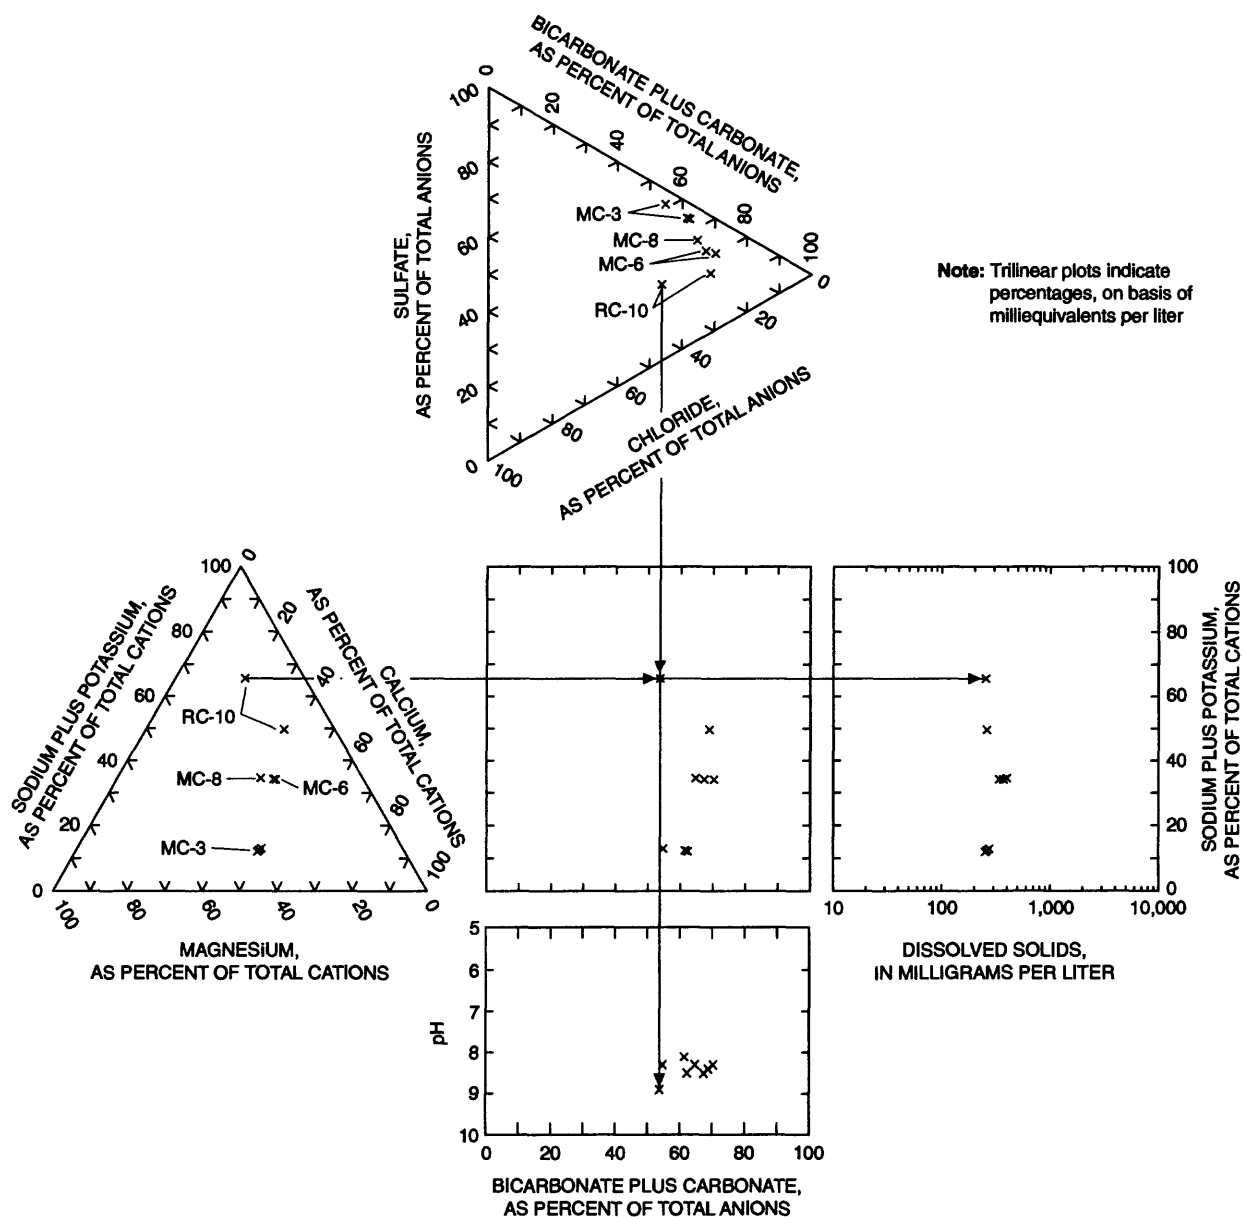 BICARBONATE PLUS CARBONATE,
AS PERCENT OF TOTAL ANIONS
0
20
40
60
80
100
SULFATE,
AS PERCENT OF TOTAL ANIONS
100
80
60
40
20
0
MC-3
MC-8
MC-6
RC-10
0
20
40
60
80
100
CHLORIDE,
AS PERCENT OF TOTAL ANIONS
Note: Trilinear plots indicate
percentages, on basis of
milliequivalents per liter
SODIUM PLUS POTASSIUM,
AS PERCENT OF TOTAL CATIONS
100
80
60
40
20
0
CALCIUM,
AS PERCENT OF TOTAL CATIONS
0
20
40
60
80
100
RC-10
MC-8
MC-6
MC-3
100
80
60
40
20
0
MAGNESIUM,
AS PERCENT OF TOTAL CATIONS
100
80
60
40
20
0
SODIUM PLUS POTASSIUM,
AS PERCENT OF TOTAL CATIONS
10
100
1,000
10,000
DISSOLVED SOLIDS,
IN MILLIGRAMS PER LITER
pH
5
6
7
8
9
10
0
20
40
60
80
100
BICARBONATE PLUS CARBONATE,
AS PERCENT OF TOTAL ANIONS